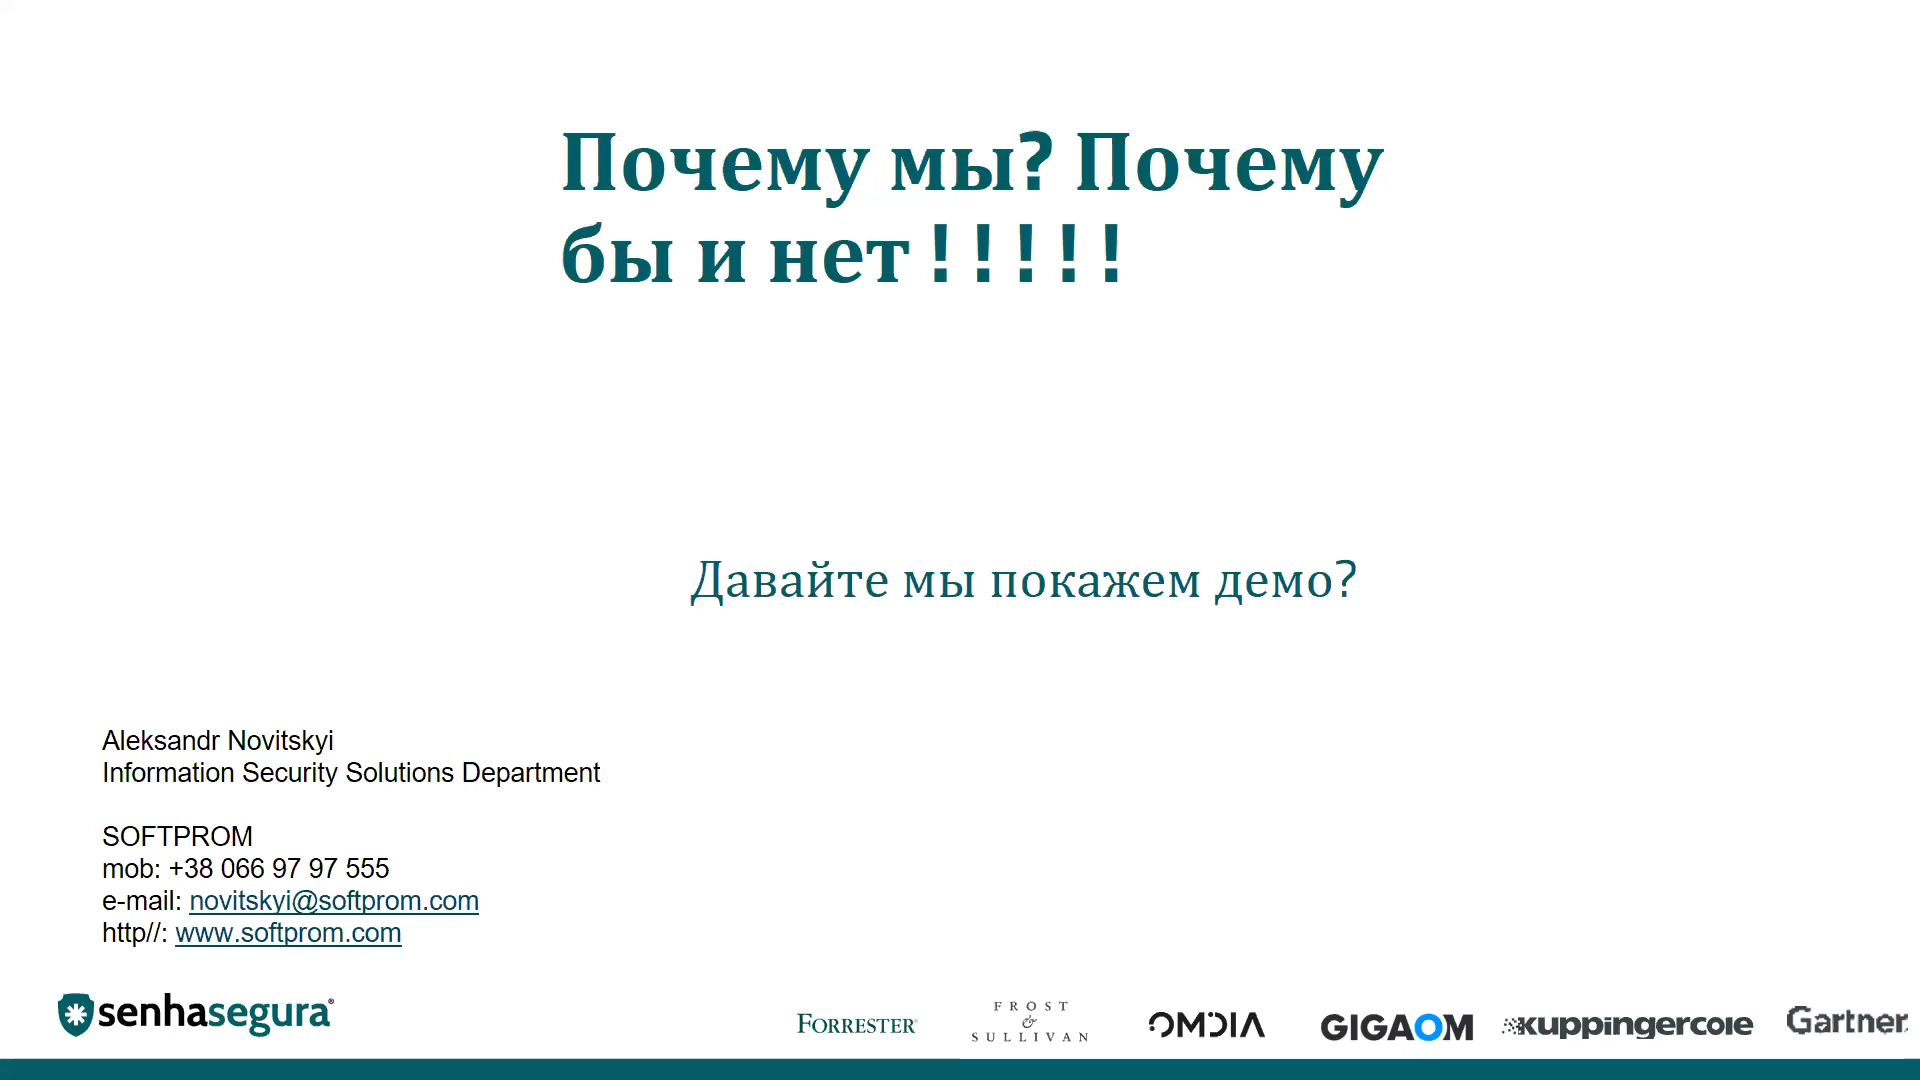 Почему мы? Почему
бы и нет!!!!!
Давайте мы покажем демо?
Aleksandr Novitskyi
Information Security Solutions Department
SOFTPROM
mob: +38 066 97 97 555
e-mail: novitskyi@softprom.com
http//: www.softprom.com
senhasegura®
FORRESTER®
FROST
&
SULLIVAN
OMDIA
GIGAOM
kuppingercole
Gartner